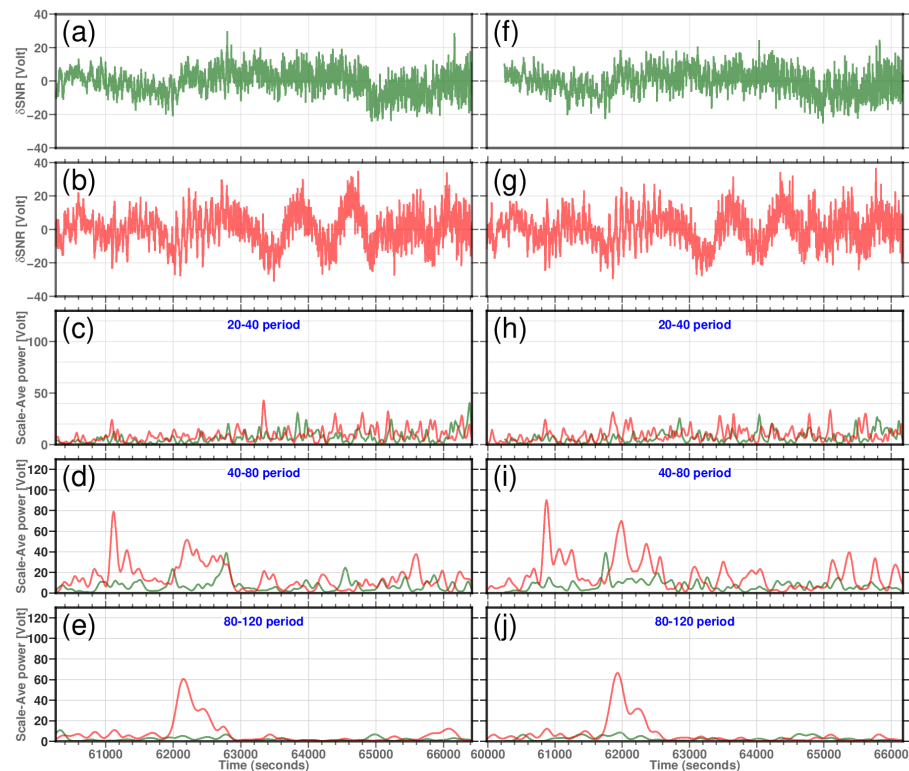 (a)
40
20
0
−20
−40
δSNR [Volt]
(f)
(b)
40
20
0
−20
−40
δSNR [Volt]
(g)
(c)
20-40 period
100
50
0
Scale-Ave power [Volt]
(h)
20-40 period
(d)
40-80 period
120
100
80
60
40
20
0
Scale-Ave power [Volt]
(i)
40-80 period
(e)
80-120 period
120
100
80
60
40
20
0
Scale-Ave power [Volt]
(j)
80-120 period
61000 62000 63000 64000 65000 66000
Time (seconds)
60000 61000 62000 63000 64000 65000 66000
Time (seconds)